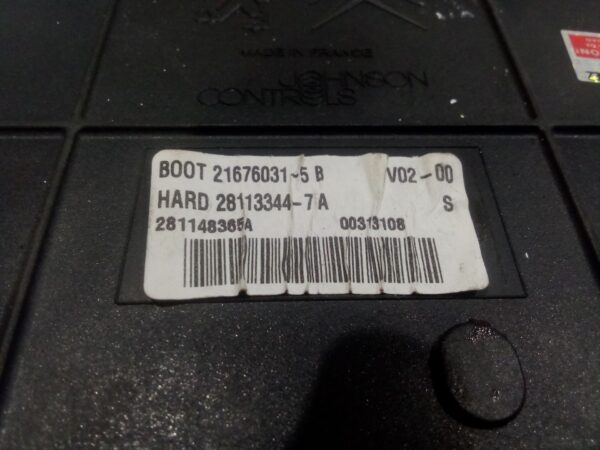 MADE IN FRANCE
JOHNSON
CONTROLS
BOOT 21676031-5 B V02-00
HARD 28113344-7 A S
281148365A 00313108